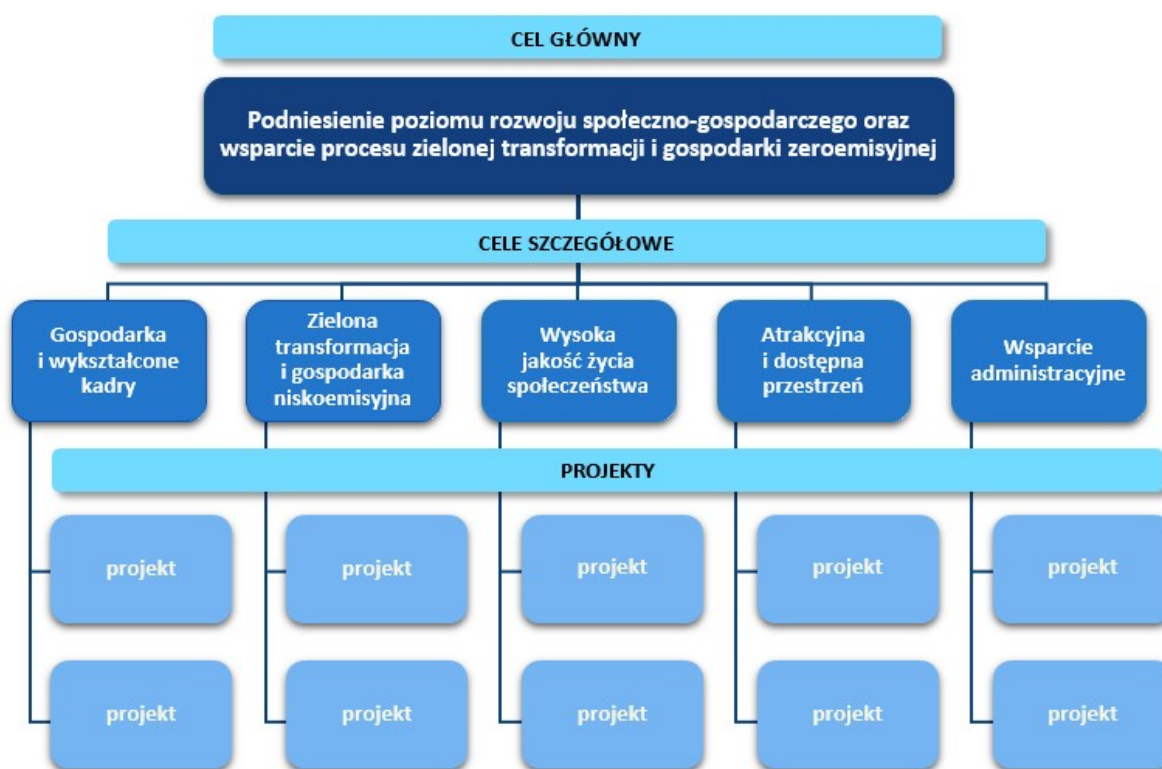 CEL GŁÓWNY
Podniesienie poziomu rozwoju społeczno-gospodarczego oraz
wsparcie procesu zielonej transformacji i gospodarki zeroemisyjnej
CELE SZCZEGÓŁOWE
Gospodarka
i wykształcone
kadry
Zielona
transformacja
i gospodarka
niskoemisyjna
Wysoka
jakość życia
społeczeństwa
Atrakcyjna
i dostępna
przestrzeń
Wsparcie
administracyjne
PROJEKTY
projekt
projekt
projekt
projekt
projekt
projekt
projekt
projekt
projekt
projekt